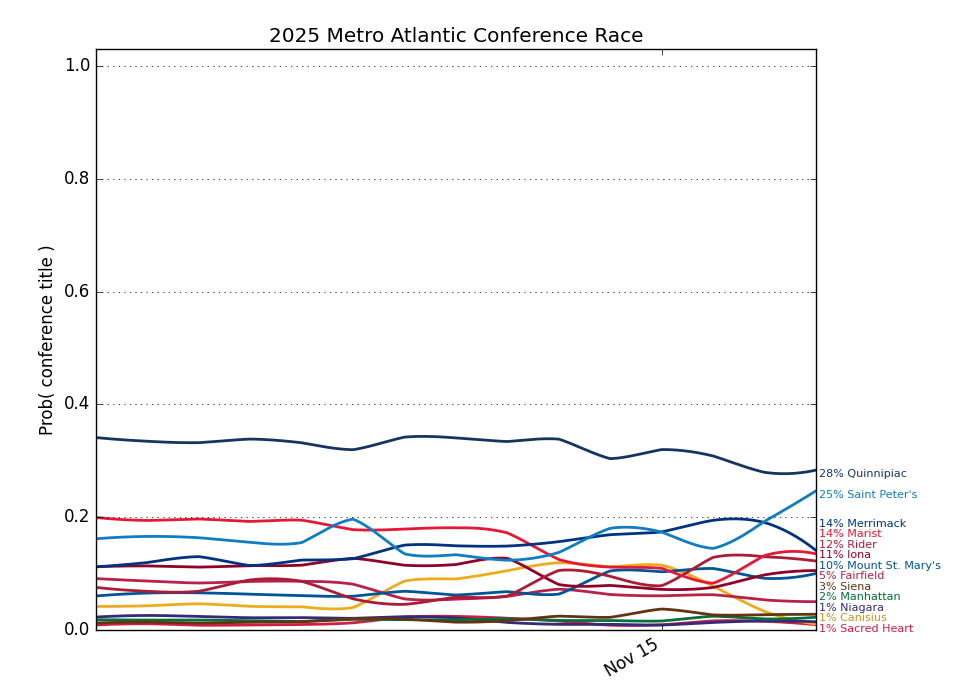 2025 Metro Atlantic Conference Race
Prob( conference title )
1.0
0.8
0.6
0.4
0.2
0.0
Nov 15
28% Quinnipiac
25% Saint Peter's
14% Merrimack
14% Marist
12% Rider
11% Iona
10% Mount St. Mary's
5% Fairfield
3% Siena
2% Manhattan
1% Niagara
1% Canisius
1% Sacred Heart